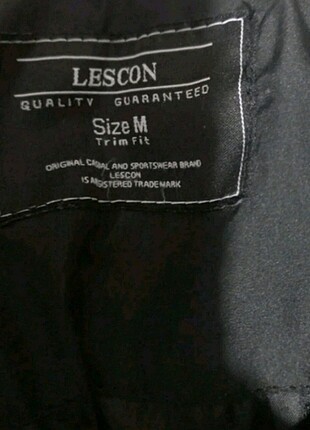 LESCON
QUALITY GUARANTEED
Size M
Trim Fit
ORIGINAL CASUAL AND SPORTSWEAR BRAND
LESCON
IS REGISTERED TRADEMARK